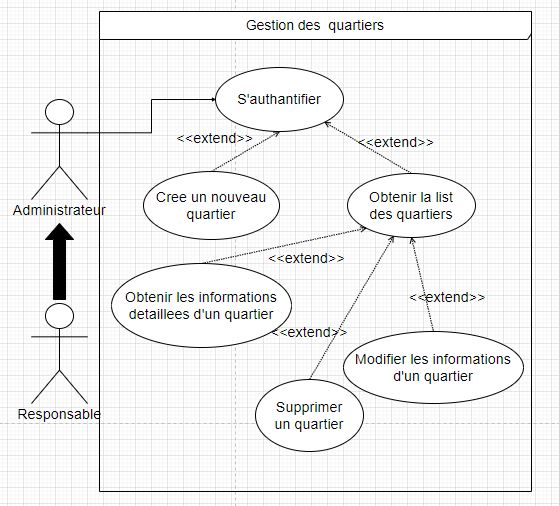 Gestion des quartiers
S'authantifier
<<extend>>
<<extend>>
Cree un nouveau
quartier
Obtenir la list
des quartiers
Administrateur
<<extend>>
Obtenir les informations
detaillees d'un quartier
<<extend>>
<<extend>>
Modifier les informations
d'un quartier
Supprimer
un quartier
Responsable